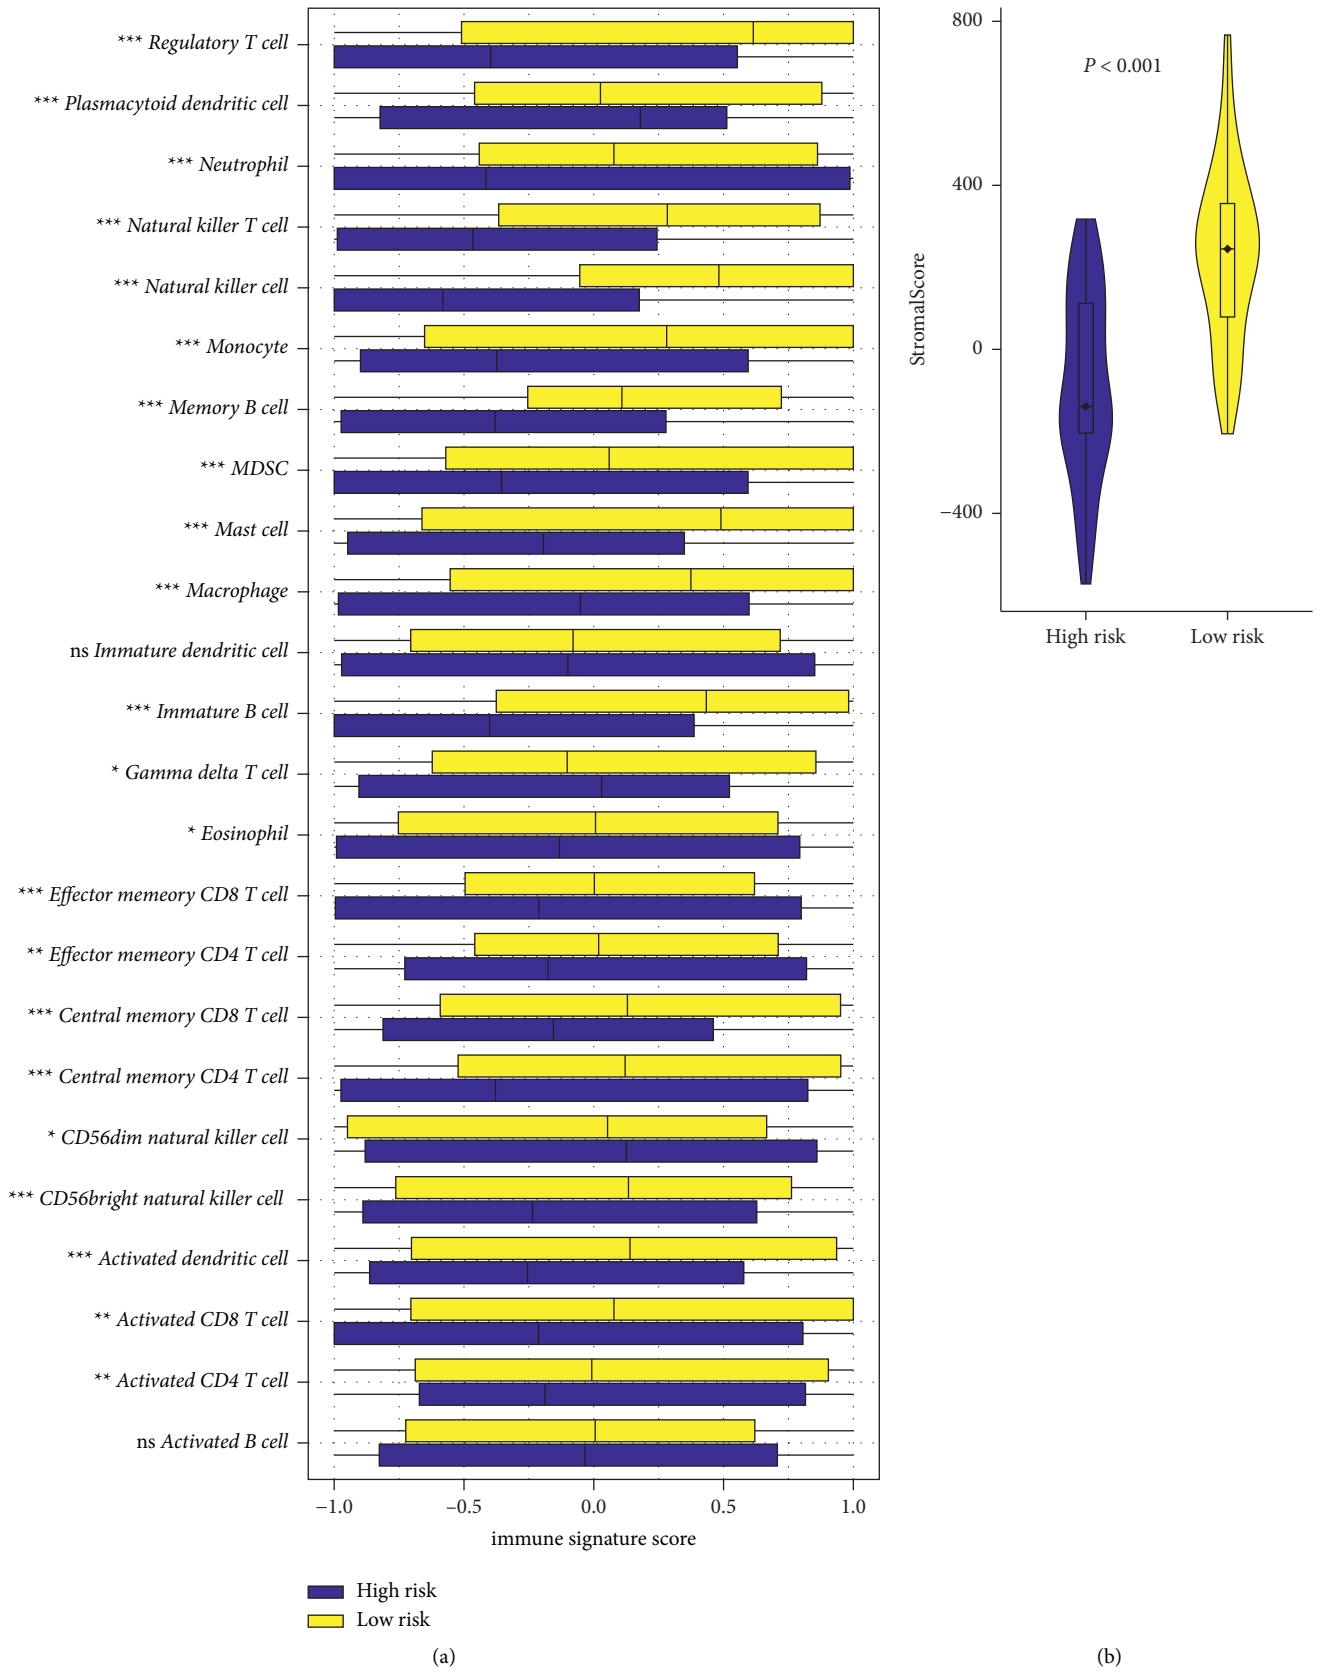 *** Regulatory T cell
*** Plasmacytoid dendritic cell
*** Neutrophil
*** Natural killer T cell
*** Natural killer cell
*** Monocyte
*** Memory B cell
*** MDSC
*** Mast cell
*** Macrophage
ns Immature dendritic cell
*** Immature B cell
* Gamma delta T cell
* Eosinophil
*** Effector memeory CD8 T cell
** Effector memeory CD4 T cell
*** Central memory CD8 T cell
*** Central memory CD4 T cell
* CD56dim natural killer cell
*** CD56bright natural killer cell
*** Activated dendritic cell
** Activated CD8 T cell
** Activated CD4 T cell
ns Activated B cell
−1.0 −0.5 0.0 0.5 1.0
immune signature score
High risk
Low risk
(a)
800
400
0
−400
StromalScore
P < 0.001
High risk Low risk
(b)